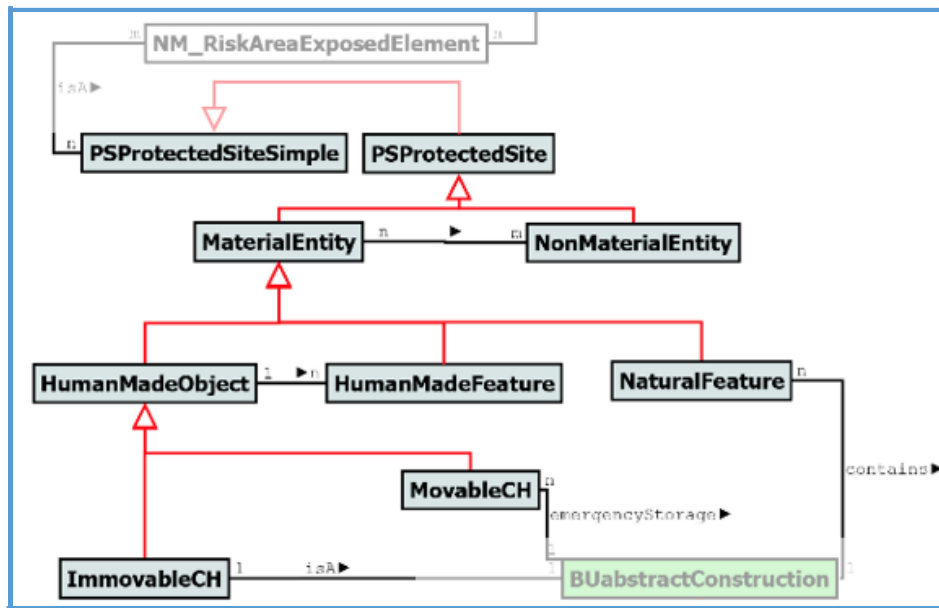 m NM_RiskAreaExposedElement n
isA▶
n PSProtectedSiteSimple PSProtectedSite
MaterialEntity n ▶ m NonMaterialEntity
HumanMadeObject 1 ▶ n HumanMadeFeature NaturalFeature n
contains▶
MovableCH n
emergencyStorage▶
1
ImmovableCH 1 isA▶ 1 BUabstractConstruction 1